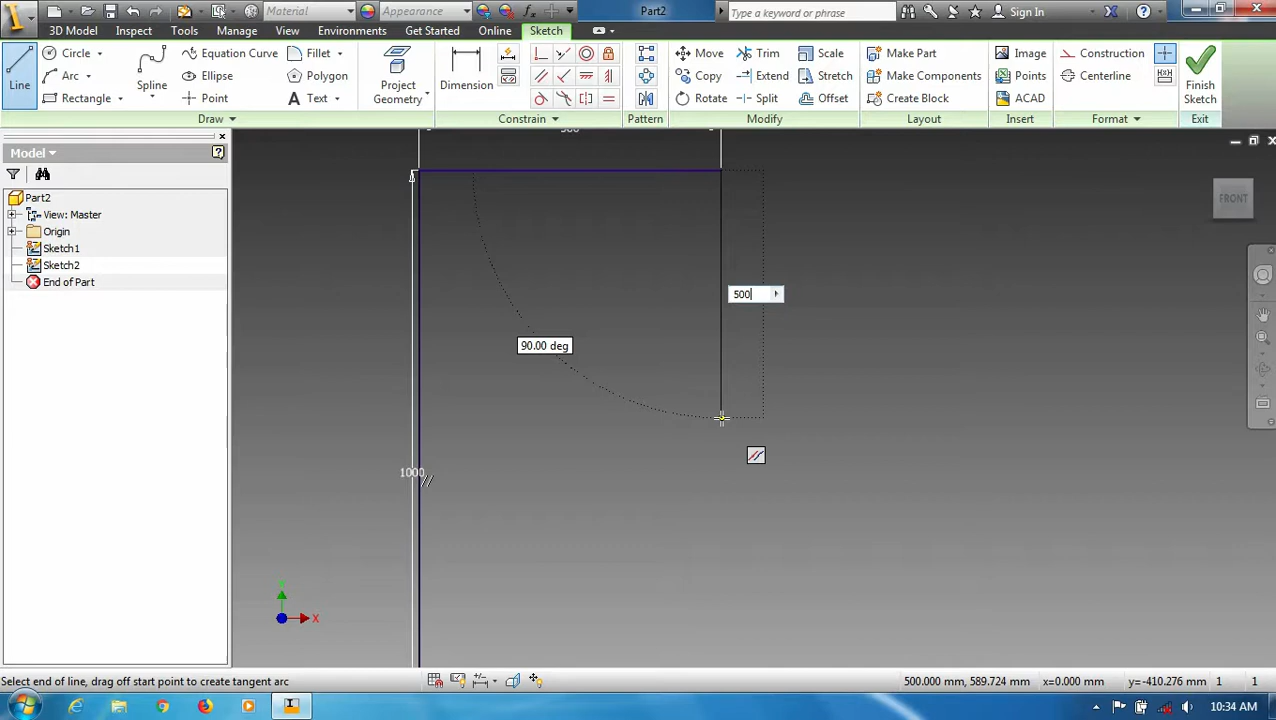 Material
Appearance
fx
Part2
Type a keyword or phrase
Sign In
3D Model Inspect Tools Manage View Environments Get Started Online Sketch
Line
Circle
Arc
Rectangle
Spline
Equation Curve
Ellipse
Point
Fillet
Polygon
Text
Project
Geometry
Dimension
Move
Copy
Rotate
Trim
Extend
Split
Scale
Stretch
Offset
Make Part
Make Components
Create Block
Image
Points
ACAD
Construction
Centerline
Finish
Sketch
Draw Constrain Pattern Modify Layout Insert Format Exit
Model
Part2
View: Master
Origin
Sketch1
Sketch2
End of Part
FRONT
500
90.00 deg
1000
X
Select end of line, drag off start point to create tangent arc
500.000 mm, 589.724 mm x=0.000 mm y=-410.276 mm 1 1
10:34 AM